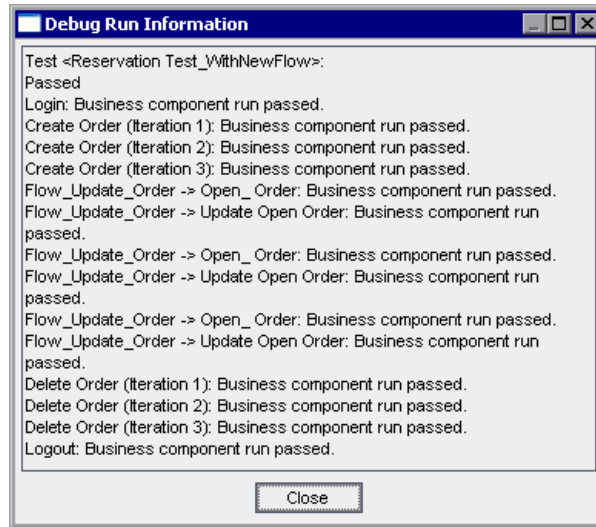 Debug Run Information
Test <Reservation Test_WithNewFlow>:
Passed
Login: Business component run passed.
Create Order (Iteration 1): Business component run passed.
Create Order (Iteration 2): Business component run passed.
Create Order (Iteration 3): Business component run passed.
Flow_Update_Order -> Open_ Order: Business component run passed.
Flow_Update_Order -> Update Open Order: Business component run
passed.
Flow_Update_Order -> Open_ Order: Business component run passed.
Flow_Update_Order -> Update Open Order: Business component run
passed.
Flow_Update_Order -> Open_ Order: Business component run passed.
Flow_Update_Order -> Update Open Order: Business component run
passed.
Delete Order (Iteration 1): Business component run passed.
Delete Order (Iteration 2): Business component run passed.
Delete Order (Iteration 3): Business component run passed.
Logout: Business component run passed.
Close